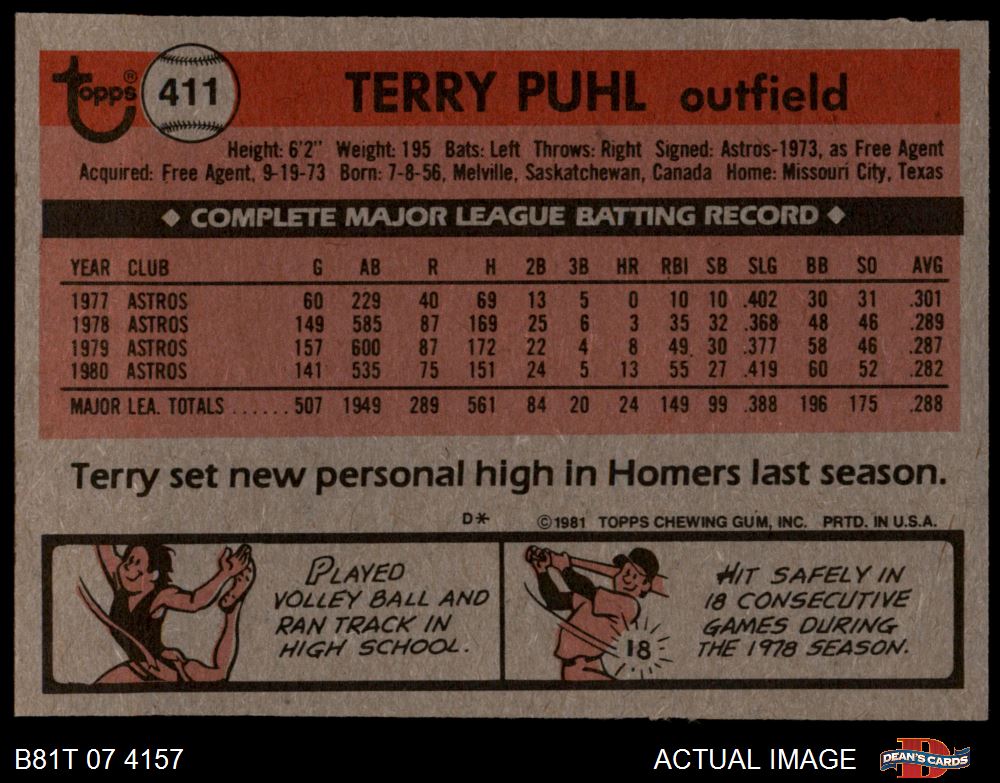 topps® 411 TERRY PUHL outfield
Height: 6'2" Weight: 195 Bats: Left Throws: Right Signed: Astros-1973, as Free Agent
Acquired: Free Agent, 9-19-73 Born: 7-8-56, Melville, Saskatchewan, Canada Home: Missouri City, Texas
◆ COMPLETE MAJOR LEAGUE BATTING RECORD ◆
YEAR CLUB G AB R H 2B 3B HR RBI SB SLG BB SO AVG
1977 ASTROS 60 229 40 69 13 5 0 10 10 .402 30 31 .301
1978 ASTROS 149 585 87 169 25 6 3 35 32 .368 48 46 .289
1979 ASTROS 157 600 87 172 22 4 8 49 30 .377 58 46 .287
1980 ASTROS 141 535 75 151 24 5 13 55 27 .419 60 52 .282
MAJOR LEA. TOTALS ...... 507 1949 289 561 84 20 24 149 99 .388 196 175 .288
Terry set new personal high in Homers last season.
D* ©1981 TOPPS CHEWING GUM, INC. PRTD. IN U.S.A.
PLAYED
VOLLEY BALL AND
RAN TRACK IN
HIGH SCHOOL.
18
HIT SAFELY IN
18 CONSECUTIVE
GAMES DURING
THE 1978 SEASON.
B81T 07 4157 ACTUAL IMAGE DEAN'S CARDS